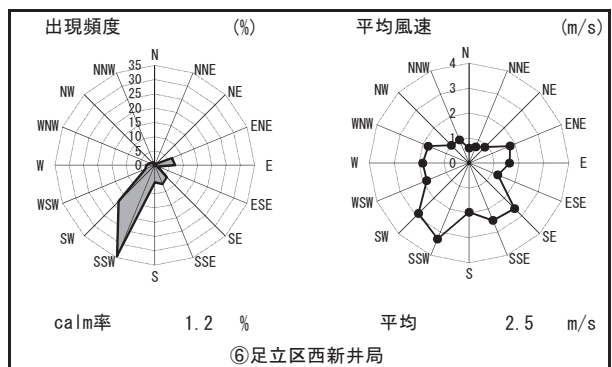 出現頻度 (%)
N
NNE
NE
ENE
E
ESE
SE
SSE
S
SSW
SW
WSW
W
WNW
NW
NNW
35
30
25
20
15
10
5
0
calm率 1.2 %
平均風速 (m/s)
N
NNE
NE
ENE
E
ESE
SE
SSE
S
SSW
SW
WSW
W
WNW
NW
NNW
4
3
2
1
0
平均 2.5 m/s
⑥足立区西新井局